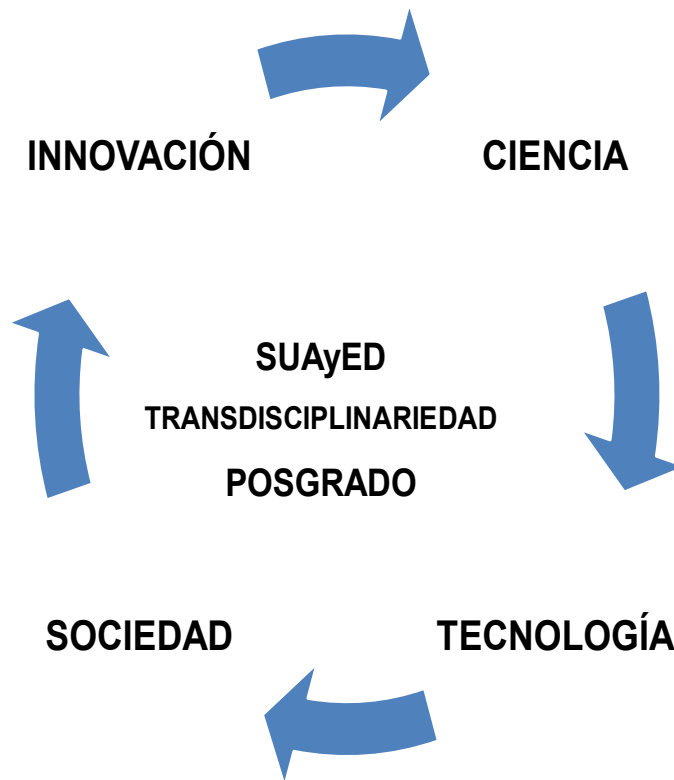 INNOVACIÓN
CIENCIA
SUAyED
TRANSDISCIPLINARIEDAD
POSGRADO
SOCIEDAD
TECNOLOGÍA